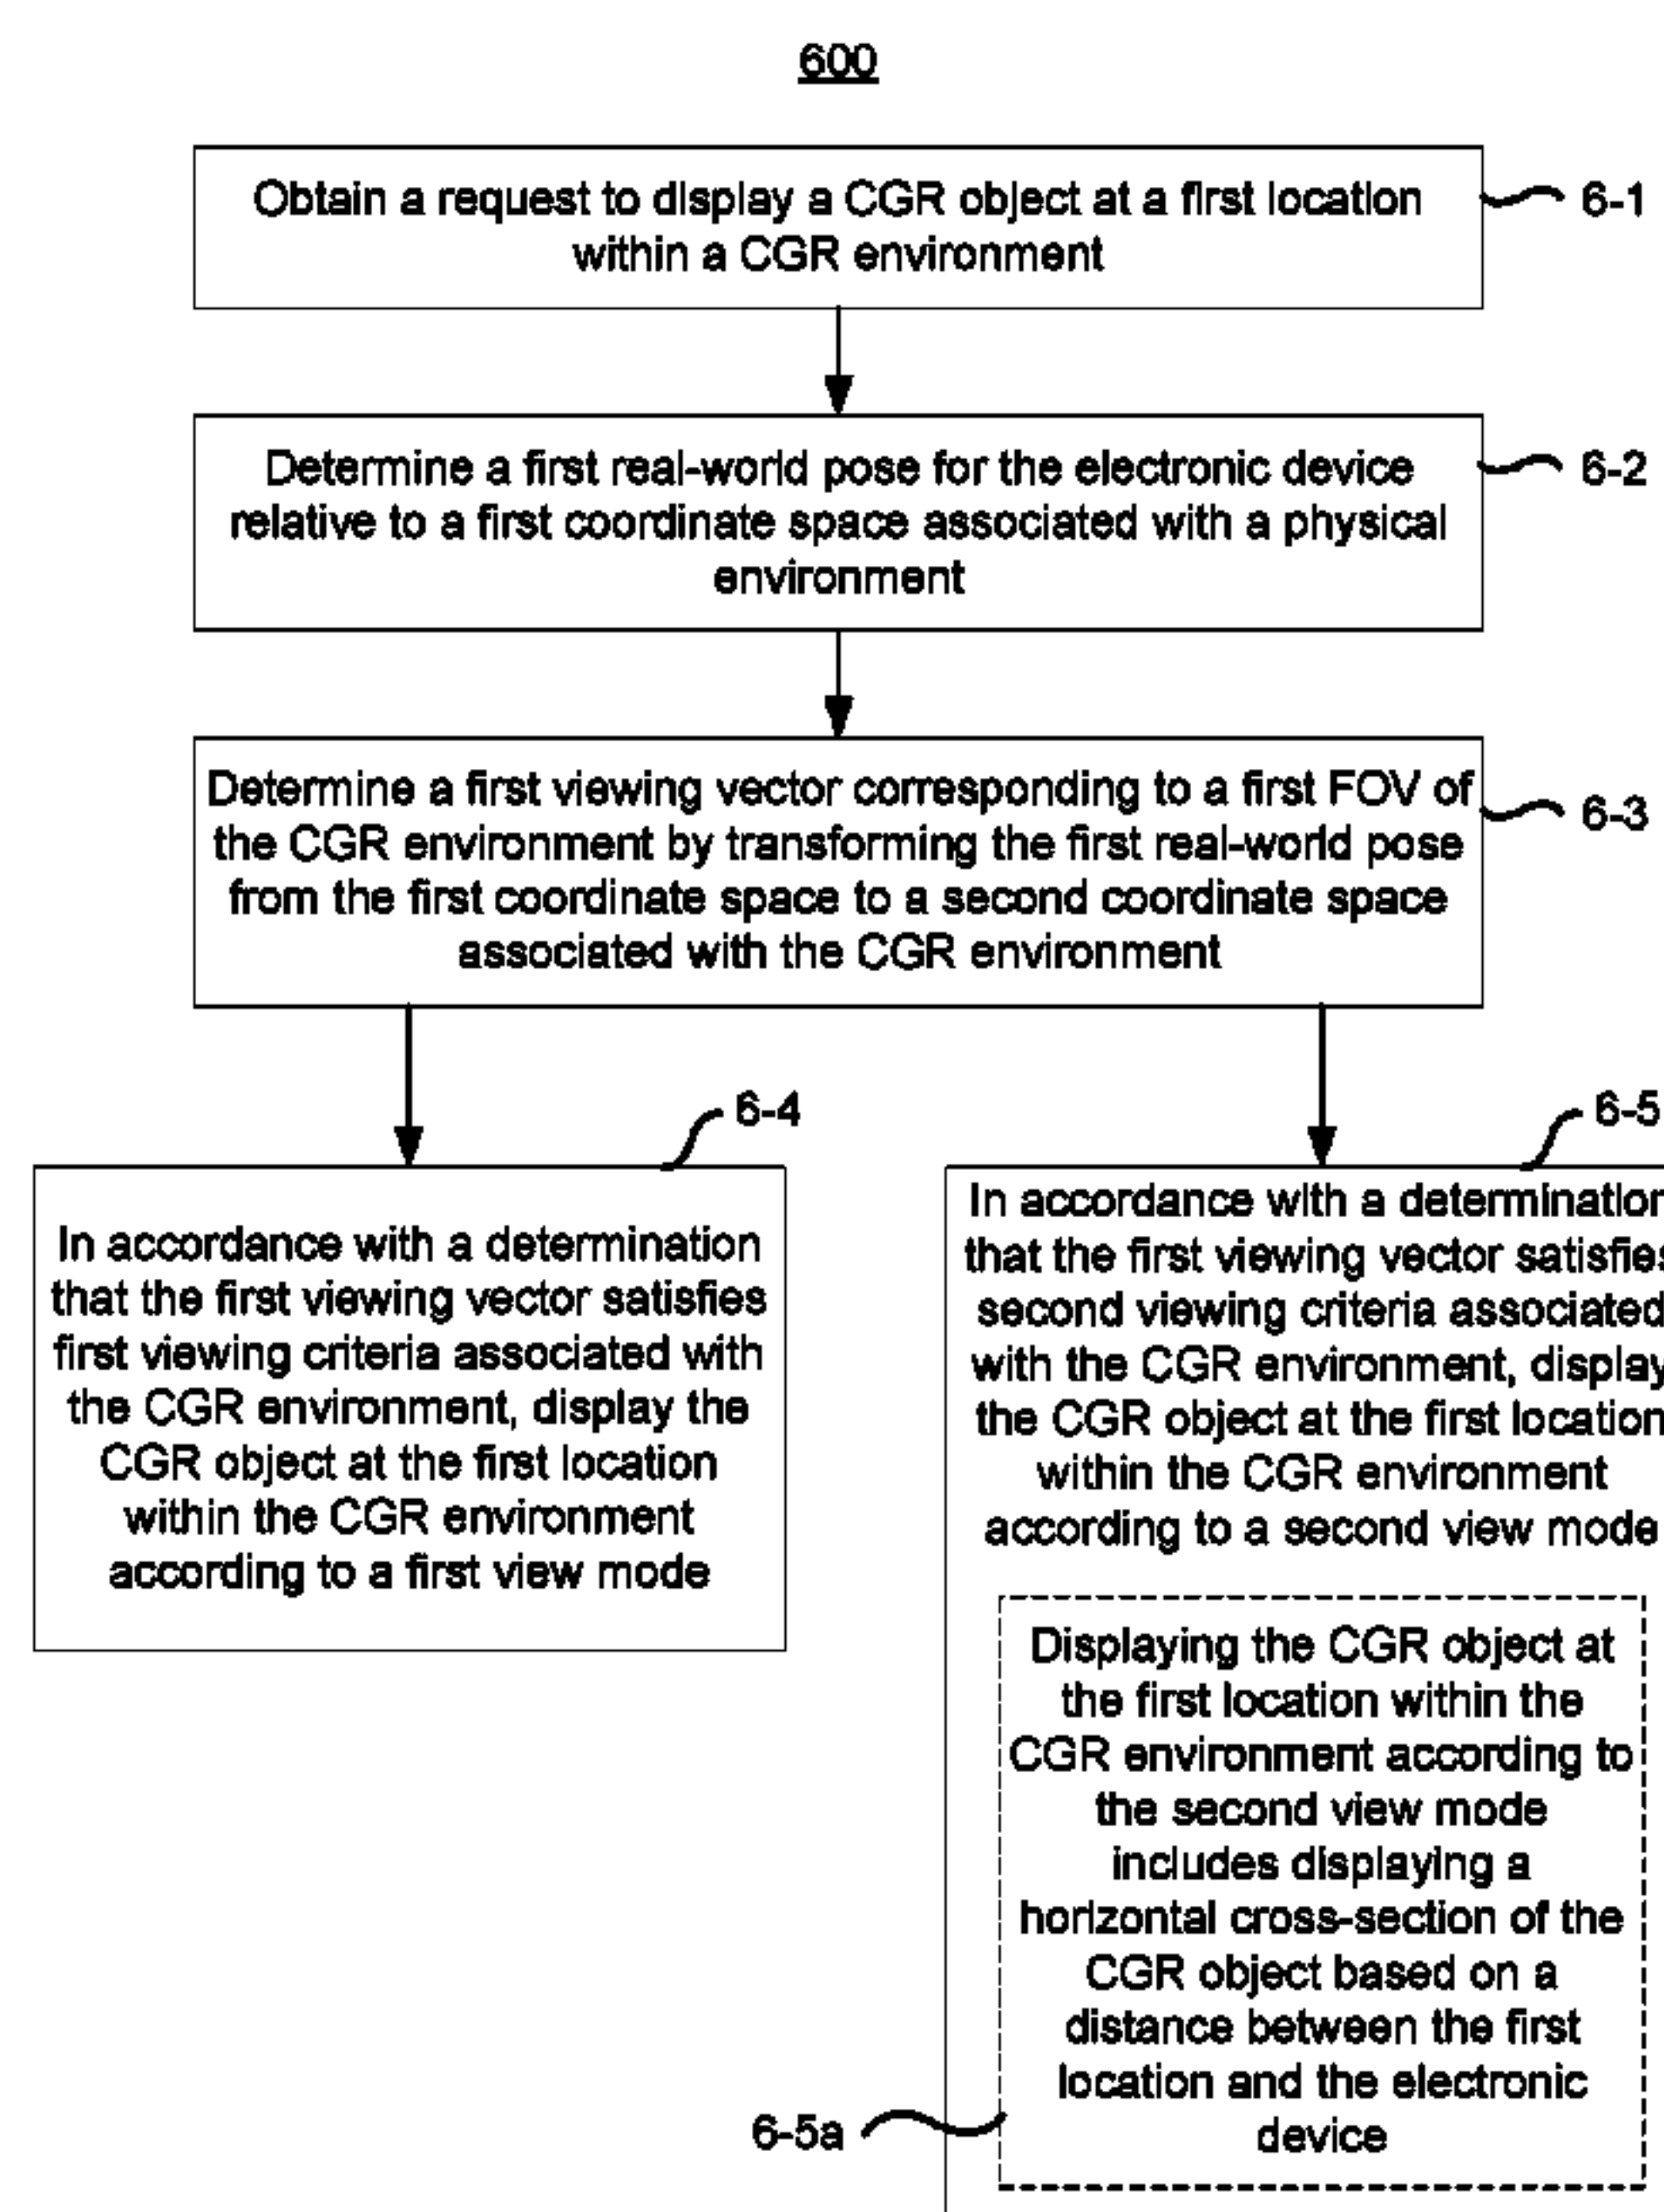 600
Obtain a request to display a CGR object at a first location
within a CGR environment
6-1
Determine a first real-world pose for the electronic device
relative to a first coordinate space associated with a physical
environment
6-2
Determine a first viewing vector corresponding to a first FOV of
the CGR environment by transforming the first real-world pose
from the first coordinate space to a second coordinate space
associated with the CGR environment
6-3
6-4
In accordance with a determination
that the first viewing vector satisfies
first viewing criteria associated with
the CGR environment, display the
CGR object at the first location
within the CGR environment
according to a first view mode
6-5
In accordance with a determination
that the first viewing vector satisfies
second viewing criteria associated
with the CGR environment, display
the CGR object at the first location
within the CGR environment
according to a second view mode
Displaying the CGR object at
the first location within the
CGR environment according to
the second view mode
includes displaying a
horizontal cross-section of the
CGR object based on a
distance between the first
location and the electronic
device
6-5a